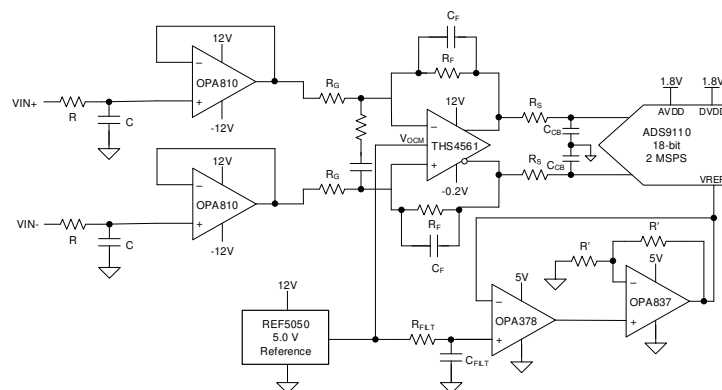 CF
RF
12V
OPA810
-12V
RG
VIN+
R
C
12V
THS4561
-0.2V
VOCM
RS
CCB
CCB
RS
1.8V
1.8V
AVDD
DVDD
ADS9110
18-bit
2 MSPS
VREF
RG
12V
OPA810
-12V
VIN-
R
C
RF
CF
R'
R'
5V
OPA837
5V
OPA378
12V
REF5050
5.0 V
Reference
RFILT
CFILT